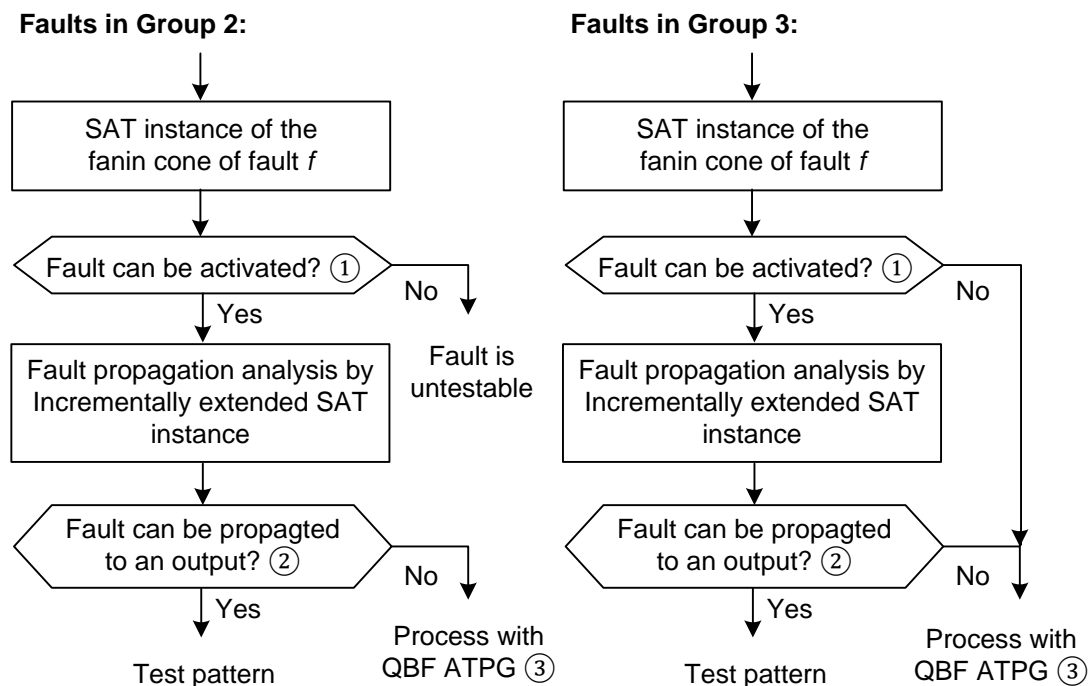 Faults in Group 2:
SAT instance of the
fanin cone of fault f
Fault can be activated? ①
No
Yes
Fault is
untestable
Fault propagation analysis by
Incrementally extended SAT
instance
Fault can be propagted
to an output? ②
No
Yes
Process with
QBF ATPG ③
Test pattern
Faults in Group 3:
SAT instance of the
fanin cone of fault f
Fault can be activated? ①
No
Yes
Fault propagation analysis by
Incrementally extended SAT
instance
Fault can be propagted
to an output? ②
No
Yes
Process with
QBF ATPG ③
Test pattern